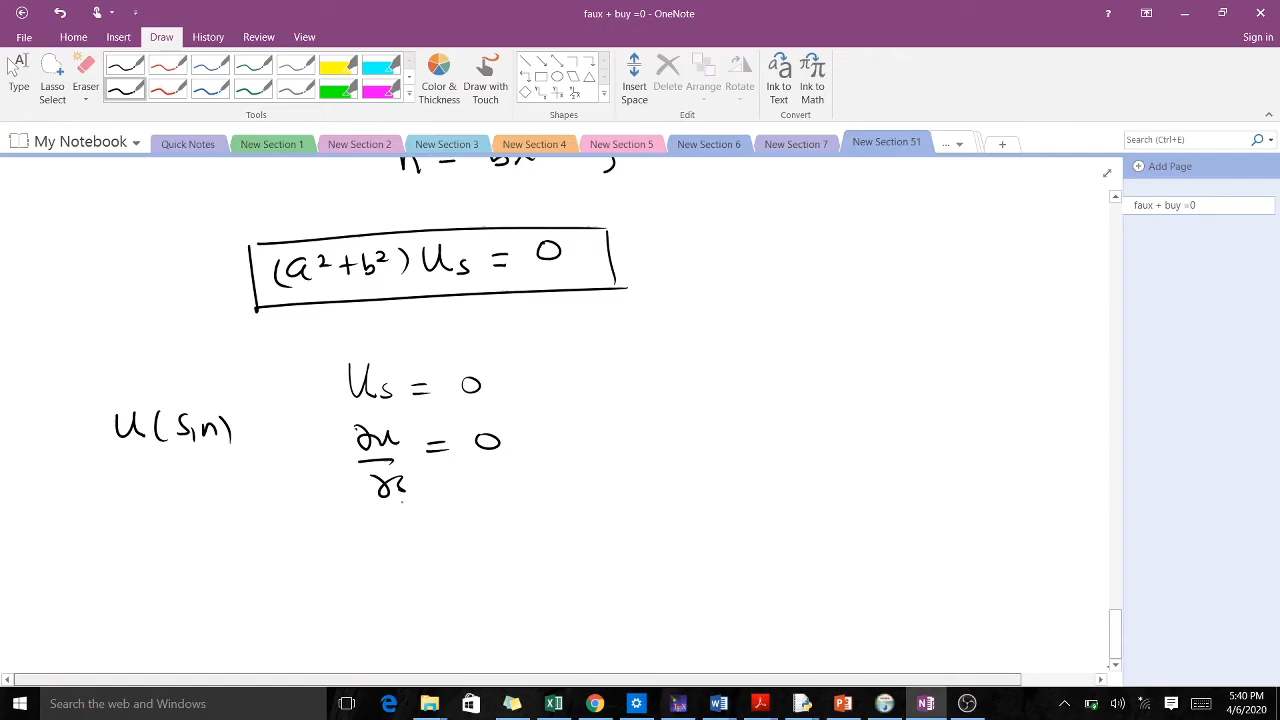 faux + buy =0 - OneNote
File Home Insert Draw History Review View Sign in
Type Lasso Select Eraser Color & Thickness Draw with Touch Insert Space Delete Arrange Rotate Ink to Text Ink to Math
Tools Shapes Edit Convert
My Notebook Quick Notes New Section 1 New Section 2 New Section 3 New Section 4 New Section 5 New Section 6 New Section 7 New Section 51 ... + Search (Ctrl+E)
Add Page
faux + buy =0
(a²+b²) Us = 0
Us = 0
u(s,n)
∂u/∂s = 0
Search the web and Windows
5:40 PM
4/6/2020